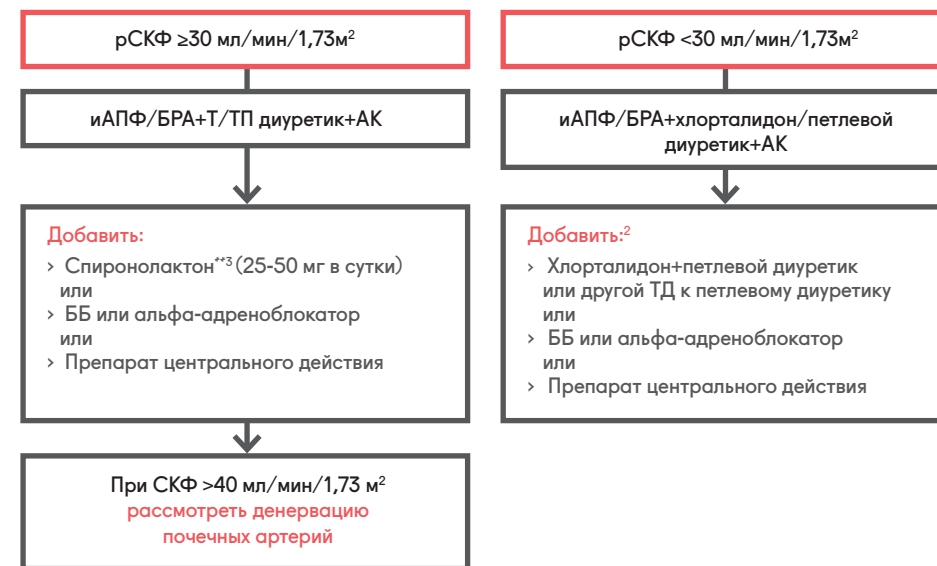 рСКФ ≥30 мл/мин/1,73м²
иАПФ/БРА+Т/ТП диуретик+АК
Добавить:
› Спиронолактон**³ (25-50 мг в сутки)
или
› ББ или альфа-адреноблокатор
или
› Препарат центрального действия
При СКФ >40 мл/мин/1,73 м²
рассмотреть денервацию
почечных артерий
рСКФ <30 мл/мин/1,73м²
иАПФ/БРА+хлорталидон/петлевой
диуретик+АК
Добавить:²
› Хлорталидон+петлевой диуретик
или другой ТД к петлевому диуретику
или
› ББ или альфа-адреноблокатор
или
› Препарат центрального действия